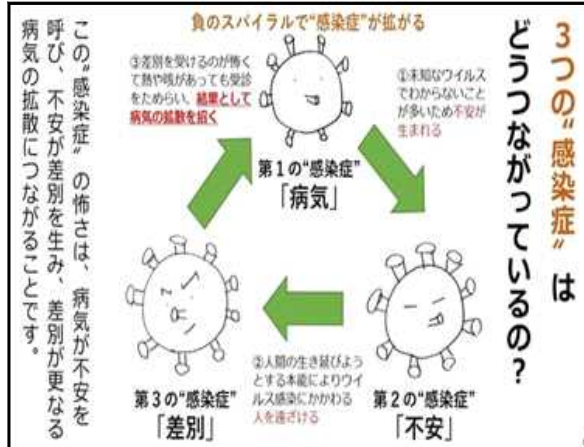 3つの“感染症”は
どうつながっているの？
負のスパイラルで“感染症”が拡がる
①未知なウイルス
でわからないこと
が多いため不安が
生まれる
第1の“感染症”
「病気」
第2の“感染症”
「不安」
②人間の生き延びよう
とする本能によりウイ
ルス感染にかかわる
人を遠ざける
第3の“感染症”
「差別」
③差別を受けるのが怖く
て熱や咳があっても受診
をためらい、結果として
病気の拡散を招く
この“感染症”の怖さは、病気が不安を
呼び、不安が差別を生み、差別が更なる
病気の拡散につながることです。